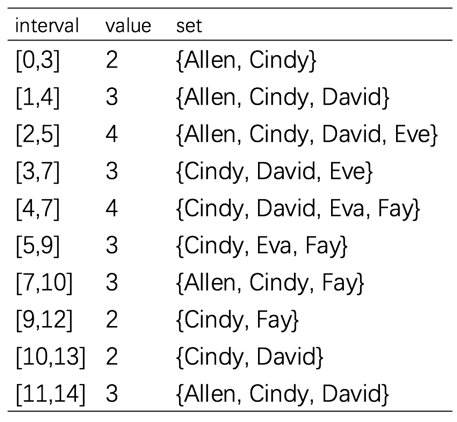 interval value set
[0,3] 2 {Allen, Cindy}
[1,4] 3 {Allen, Cindy, David}
[2,5] 4 {Allen, Cindy, David, Eve}
[3,7] 3 {Cindy, David, Eve}
[4,7] 4 {Cindy, David, Eva, Fay}
[5,9] 3 {Cindy, Eva, Fay}
[7,10] 3 {Allen, Cindy, Fay}
[9,12] 2 {Cindy, Fay}
[10,13] 2 {Cindy, David}
[11,14] 3 {Allen, Cindy, David}